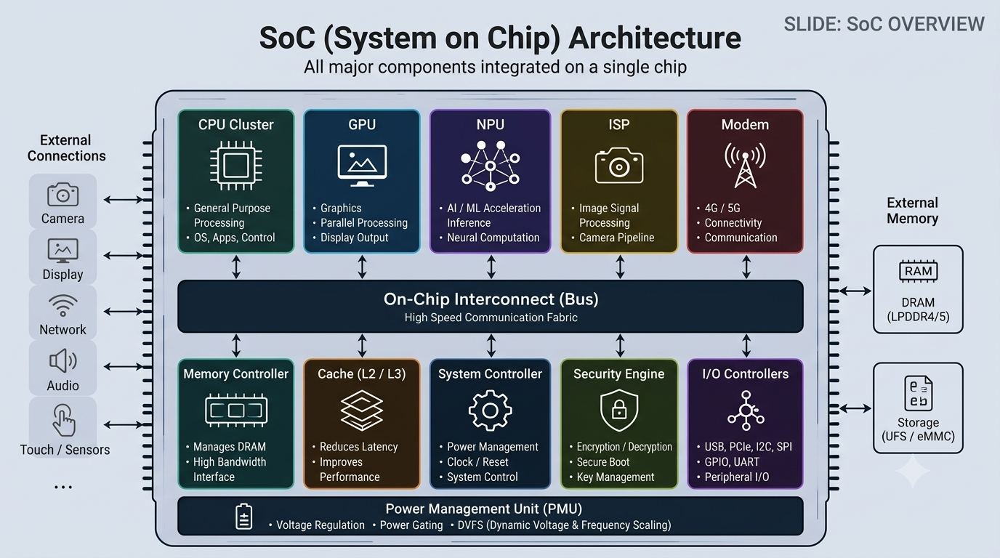 SLIDE: SoC OVERVIEW
SoC (System on Chip) Architecture
All major components integrated on a single chip
External
Connections
Camera
Display
Network
Audio
Touch / Sensors
...
CPU Cluster
• General Purpose
Processing
• OS, Apps, Control
GPU
• Graphics
• Parallel Processing
• Display Output
NPU
• AI / ML Acceleration
Inference
• Neural Computation
ISP
• Image Signal
Processing
• Camera Pipeline
Modem
• 4G / 5G
• Connectivity
• Communication
On-Chip Interconnect (Bus)
High Speed Communication Fabric
Memory Controller
• Manages DRAM
• High Bandwidth
Interface
Cache (L2 / L3)
• Reduces Latency
• Improves
Performance
System Controller
• Power Management
• Clock / Reset
• System Control
Security Engine
• Encryption / Decryption
• Secure Boot
• Key Management
I/O Controllers
• USB, PCIe, I2C, SPI
• GPIO, UART
• Peripheral I/O
Power Management Unit (PMU)
• Voltage Regulation • Power Gating • DVFS (Dynamic Voltage & Frequency Scaling)
External
Memory
RAM
DRAM
(LPDDR4/5)
Storage
(UFS / eMMC)